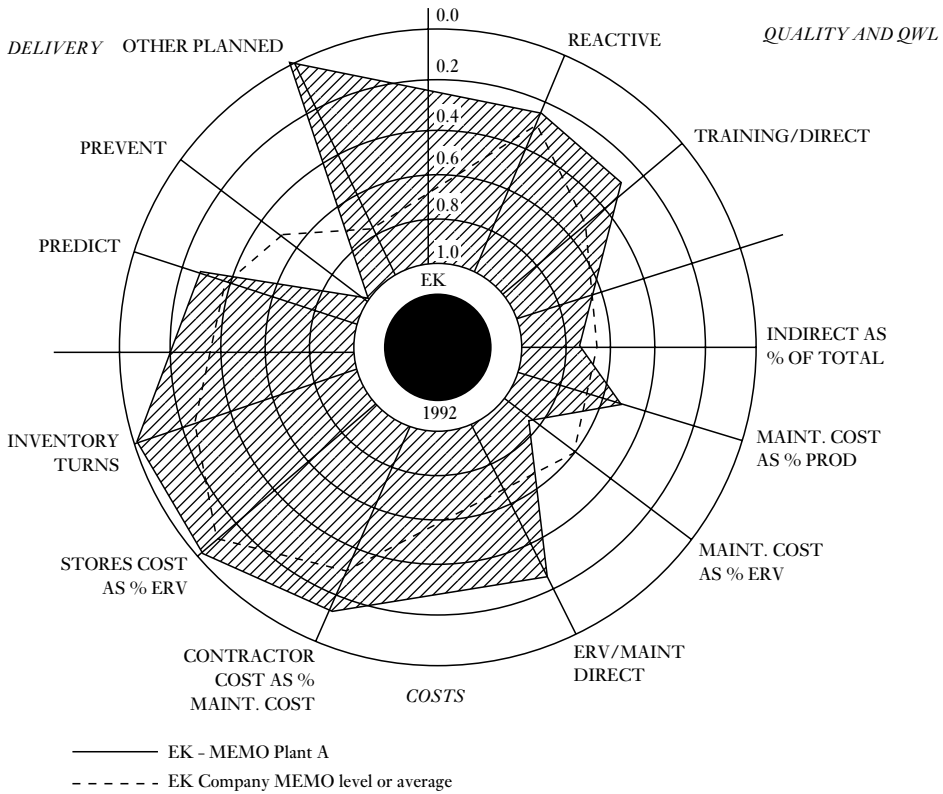 0.0
DELIVERY
OTHER PLANNED
REACTIVE
QUALITY AND QWL
0.2
0.4
PREVENT
TRAINING/DIRECT
0.6
0.8
PREDICT
1.0
EK
INDIRECT AS
% OF TOTAL
1992
INVENTORY
TURNS
MAINT. COST
AS % PROD
STORES COST
AS % ERV
MAINT. COST
AS % ERV
CONTRACTOR
COST AS %
MAINT. COST
ERV/MAINT
DIRECT
COSTS
EK – MEMO Plant A
EK Company MEMO level or average